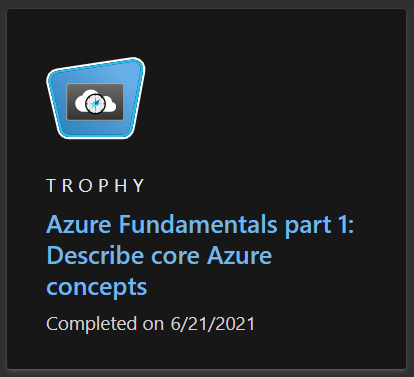 TROPHY
Azure Fundamentals part 1:
Describe core Azure
concepts
Completed on 6/21/2021